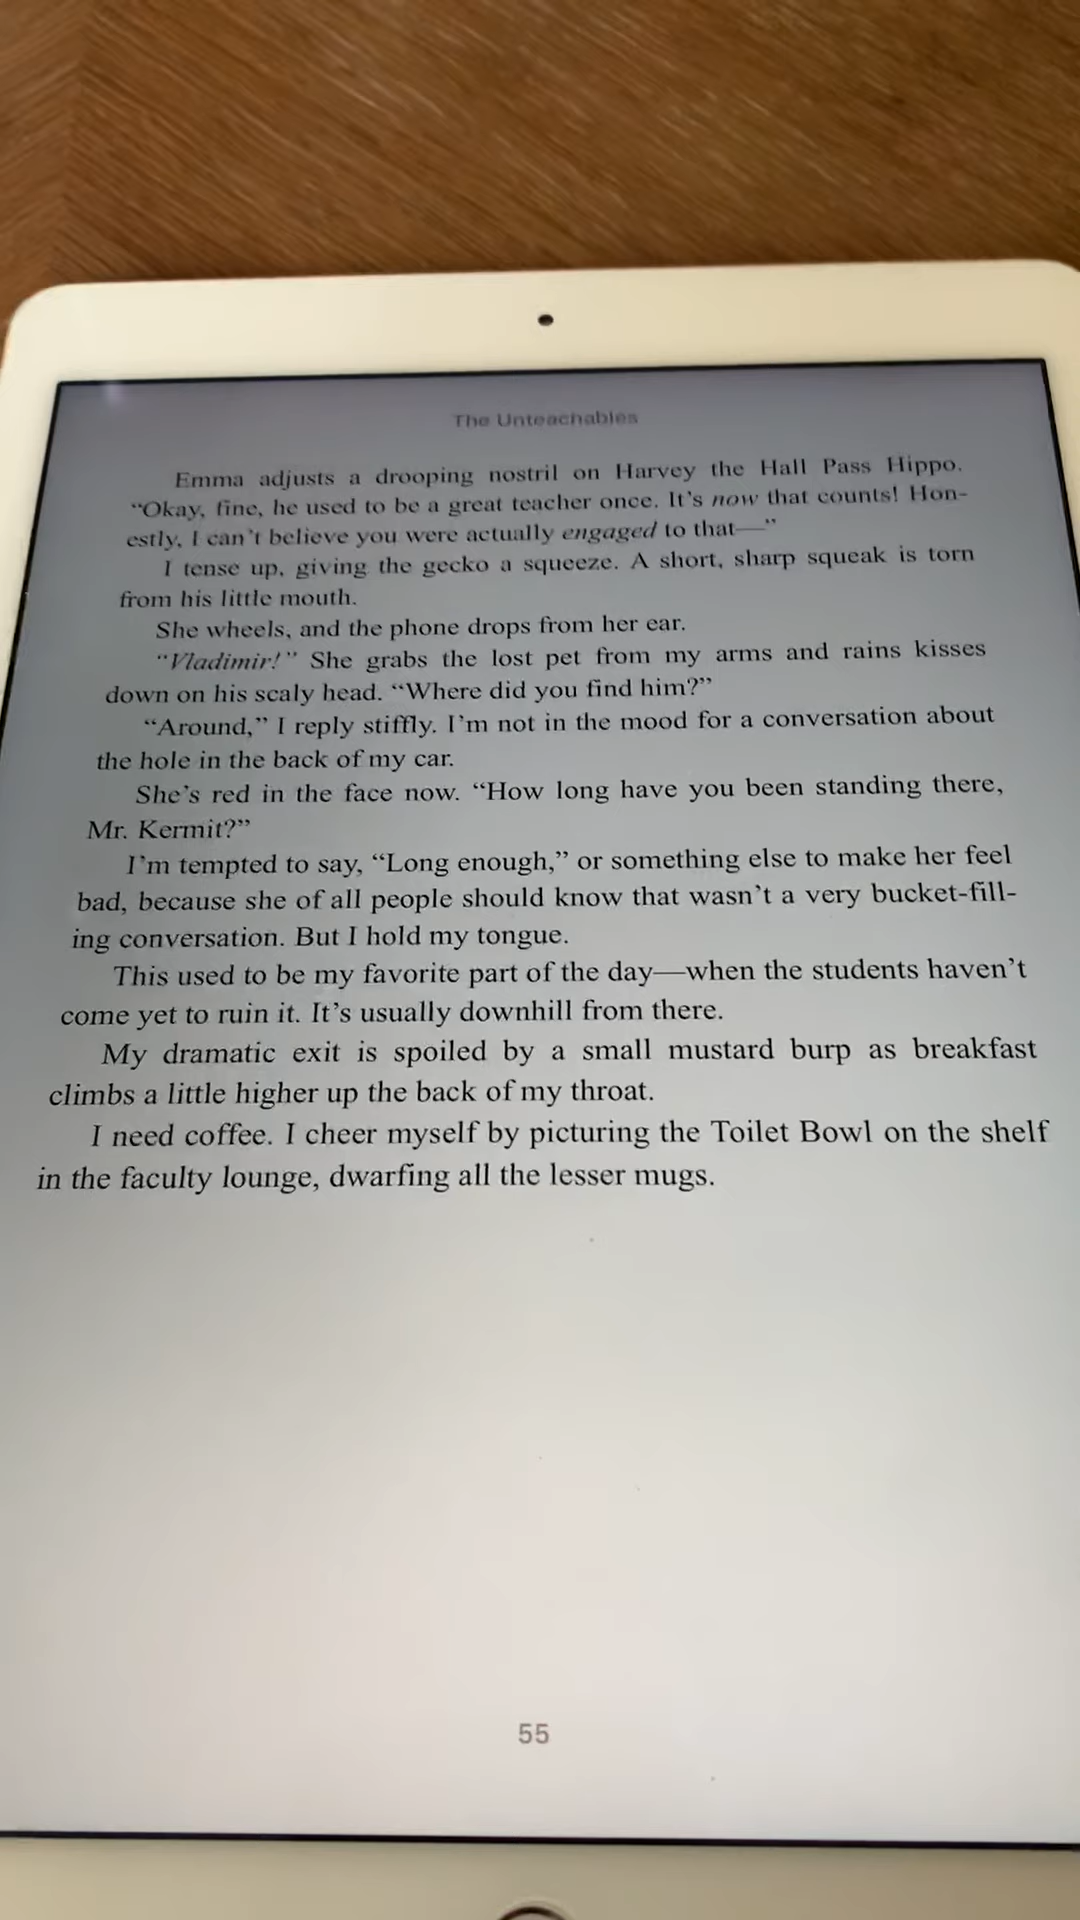 The Unteachables
Emma adjusts a drooping nostril on Harvey the Hall Pass Hippo.
“Okay, fine, he used to be a great teacher once. It’s now that counts! Hon-
estly, I can’t believe you were actually engaged to that—”
I tense up, giving the gecko a squeeze. A short, sharp squeak is torn
from his little mouth.
She wheels, and the phone drops from her ear.
“Vladimir!” She grabs the lost pet from my arms and rains kisses
down on his scaly head. “Where did you find him?”
“Around,” I reply stiffly. I’m not in the mood for a conversation about
the hole in the back of my car.
She’s red in the face now. “How long have you been standing there,
Mr. Kermit?”
I’m tempted to say, “Long enough,” or something else to make her feel
bad, because she of all people should know that wasn’t a very bucket-fill-
ing conversation. But I hold my tongue.
This used to be my favorite part of the day—when the students haven’t
come yet to ruin it. It’s usually downhill from there.
My dramatic exit is spoiled by a small mustard burp as breakfast
climbs a little higher up the back of my throat.
I need coffee. I cheer myself by picturing the Toilet Bowl on the shelf
in the faculty lounge, dwarfing all the lesser mugs.
55